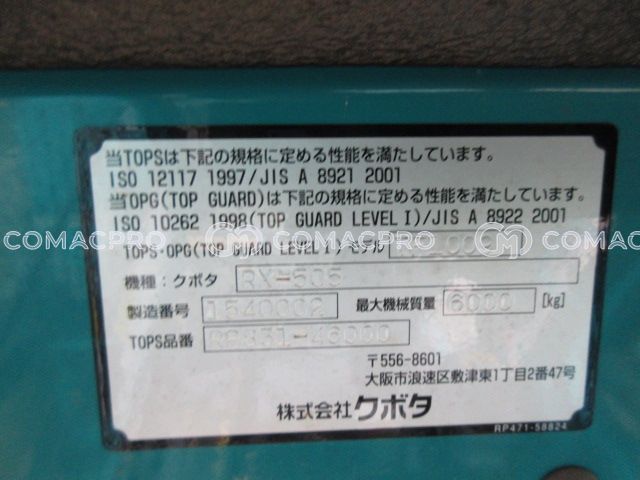 当TOPSは下記の規格に定める性能を満たしています。
ISO 12117 1997/JIS A 8921 2001
当OPG(TOP GUARD)は下記の規格に定める性能を満たしています。
ISO 10262 1998(TOP GUARD LEVEL I)/JIS A 8922 2001
COMACPRO COMACPRO COMACPRO
TOPS・OPG(TOP GUARD LEVEL I)モデル
機種:クボタ RX-505
製造番号 1540002 最大機械質量 6000 [kg]
TOPS品番 46000
〒556-8601
大阪市浪速区敷津東1丁目2番47号
株式会社クボタ
RP471-58824